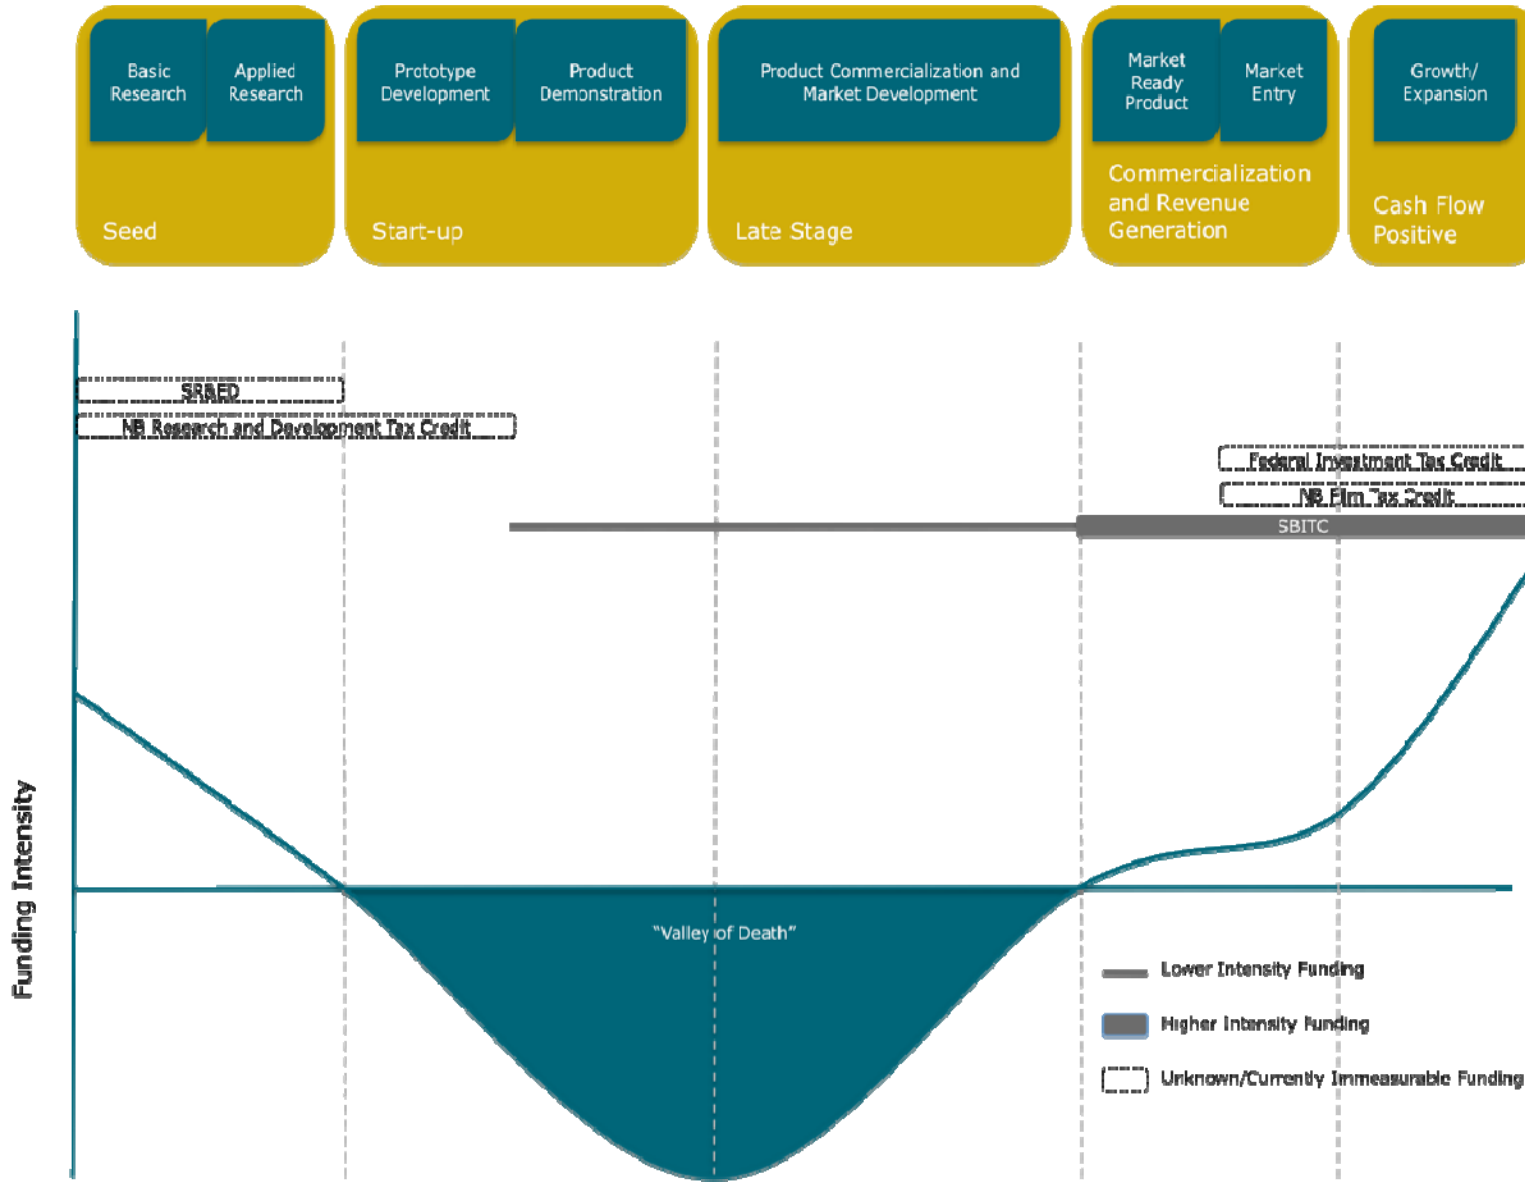 Basic
Research
Applied
Research
Prototype
Development
Product
Demonstration
Product Commercialization and
Market Development
Market
Ready
Product
Market
Entry
Growth/
Expansion
Seed
Start-up
Late Stage
Commercialization
and Revenue
Generation
Cash Flow
Positive
SR&ED
NB Research and Development Tax Credit
Federal Investment Tax Credit
NB Film Tax Credit
SBITC
Funding Intensity
“Valley of Death”
Lower Intensity Funding
Higher Intensity Funding
Unknown/Currently Immeasurable Funding